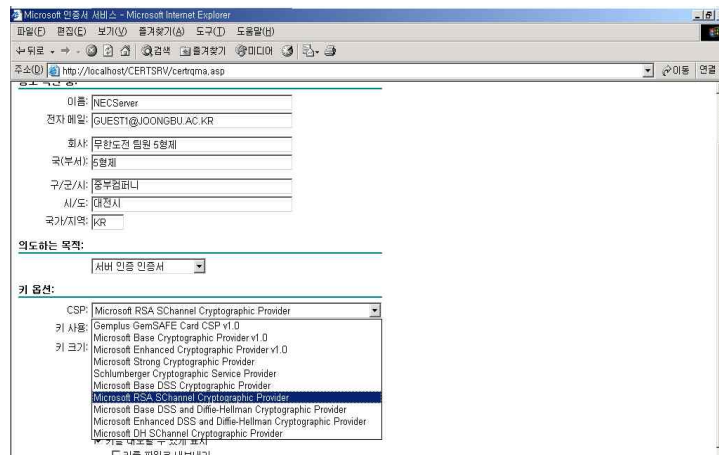 Microsoft 인증서 서비스 - Microsoft Internet Explorer
파일(F) 편집(E) 보기(V) 즐겨찾기(A) 도구(T) 도움말(H)
뒤로 검색 즐겨찾기 미디어
주소(D) http://localhost/CERTSRV/certrqma.asp 이동 연결
이름: NECServer
전자 메일: GUEST1@JOONGBU.AC.KR
회사: 무한도전 팀원 5형제
국(부서): 5형제
구/군/시: 중부컴퍼니
시/도: 대전시
국가/지역: KR
의도하는 목적:
서버 인증 인증서
키 옵션:
CSP: Microsoft RSA SChannel Cryptographic Provider
키 사용: Gemplus GemSAFE Card CSP v1.0
Microsoft Base Cryptographic Provider v1.0
키 크기: Microsoft Enhanced Cryptographic Provider v1.0
Microsoft Strong Cryptographic Provider
Schlumberger Cryptographic Service Provider
Microsoft Base DSS Cryptographic Provider
Microsoft RSA SChannel Cryptographic Provider
Microsoft Base DSS and Diffie-Hellman Cryptographic Provider
Microsoft Enhanced DSS and Diffie-Hellman Cryptographic Provider
Microsoft DH SChannel Cryptographic Provider